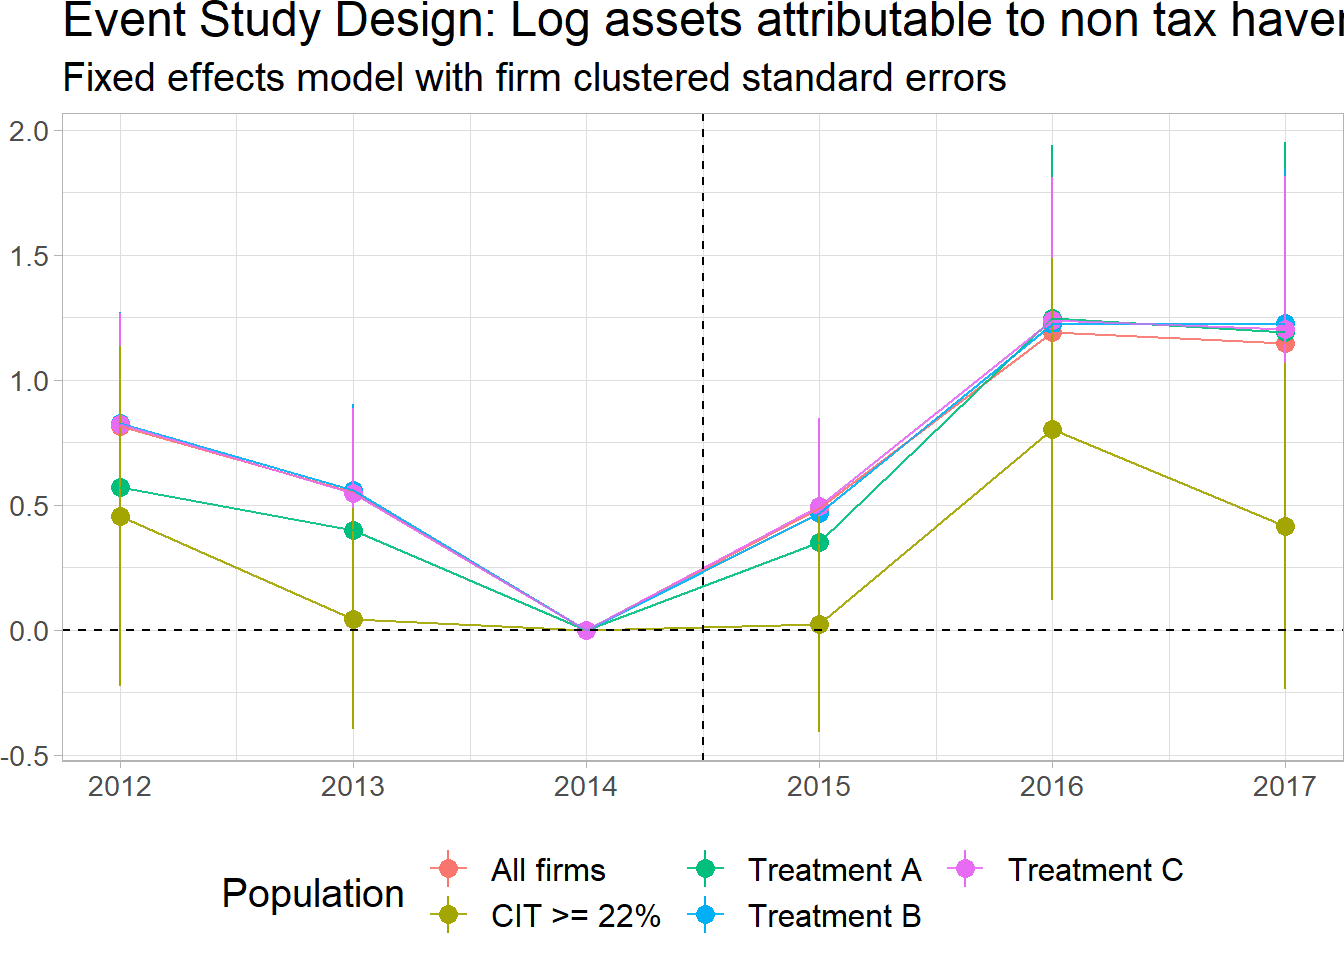 Event Study Design: Log assets attributable to non tax haven
Fixed effects model with firm clustered standard errors
2.0
1.5
1.0
0.5
0.0
-0.5
2012 2013 2014 2015 2016 2017
Population
All firms Treatment A Treatment C
CIT >= 22% Treatment B